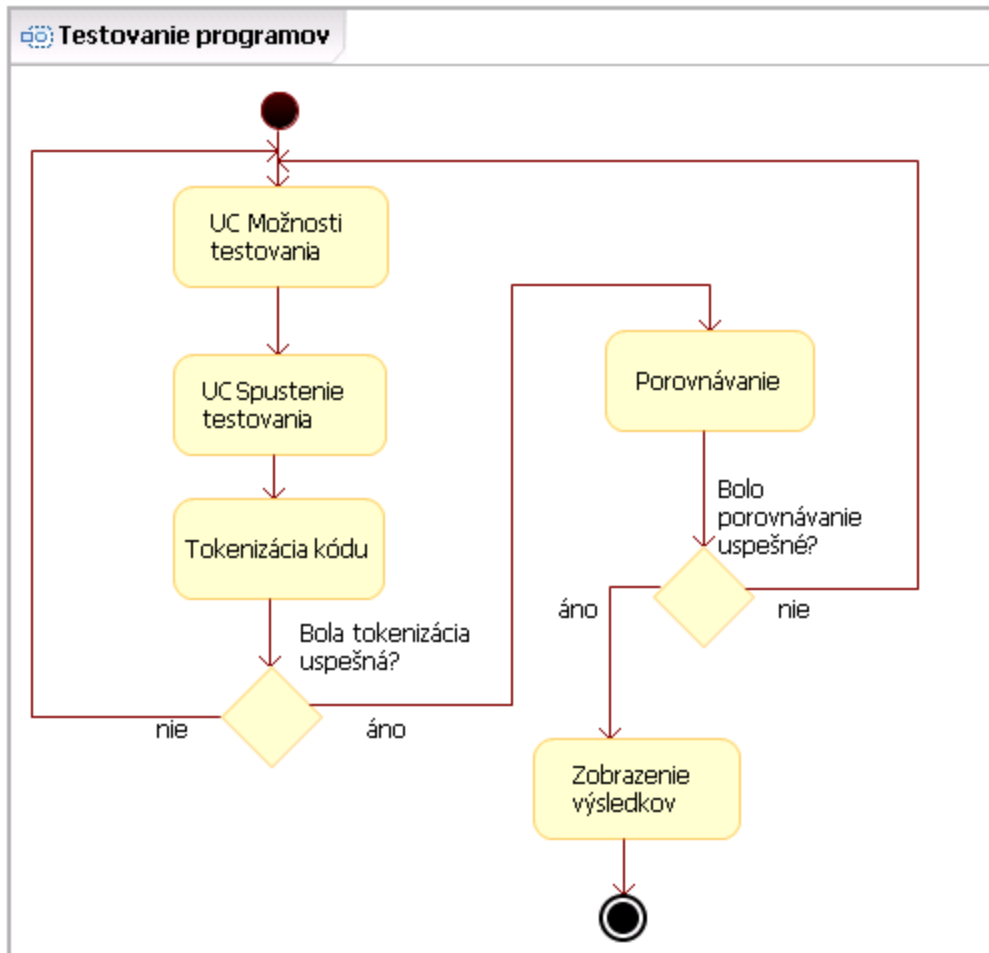 Testovanie programov
UC Možnosti
testovania
UC Spustenie
testovania
Tokenizácia kódu
Bola tokenizácia
uspešná?
nie
áno
Porovnávanie
Bolo
porovnávanie
uspešné?
áno
nie
Zobrazenie
výsledkov